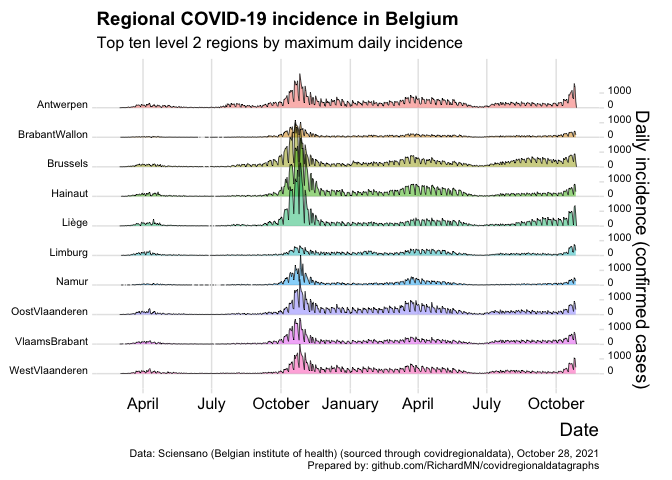 Regional COVID-19 incidence in Belgium
Top ten level 2 regions by maximum daily incidence
Antwerpen
1000
0
BrabantWallon
1000
0
Brussels
1000
0
Hainaut
1000
0
Liège
1000
0
Limburg
1000
0
Namur
1000
0
OostVlaanderen
1000
0
VlaamsBrabant
1000
0
WestVlaanderen
1000
0
Daily incidence (confirmed cases)
April July October January April July October
Date
Data: Sciensano (Belgian institute of health) (sourced through covidregionaldata), October 28, 2021
Prepared by: github.com/RichardMN/covidregionaldatagraphs